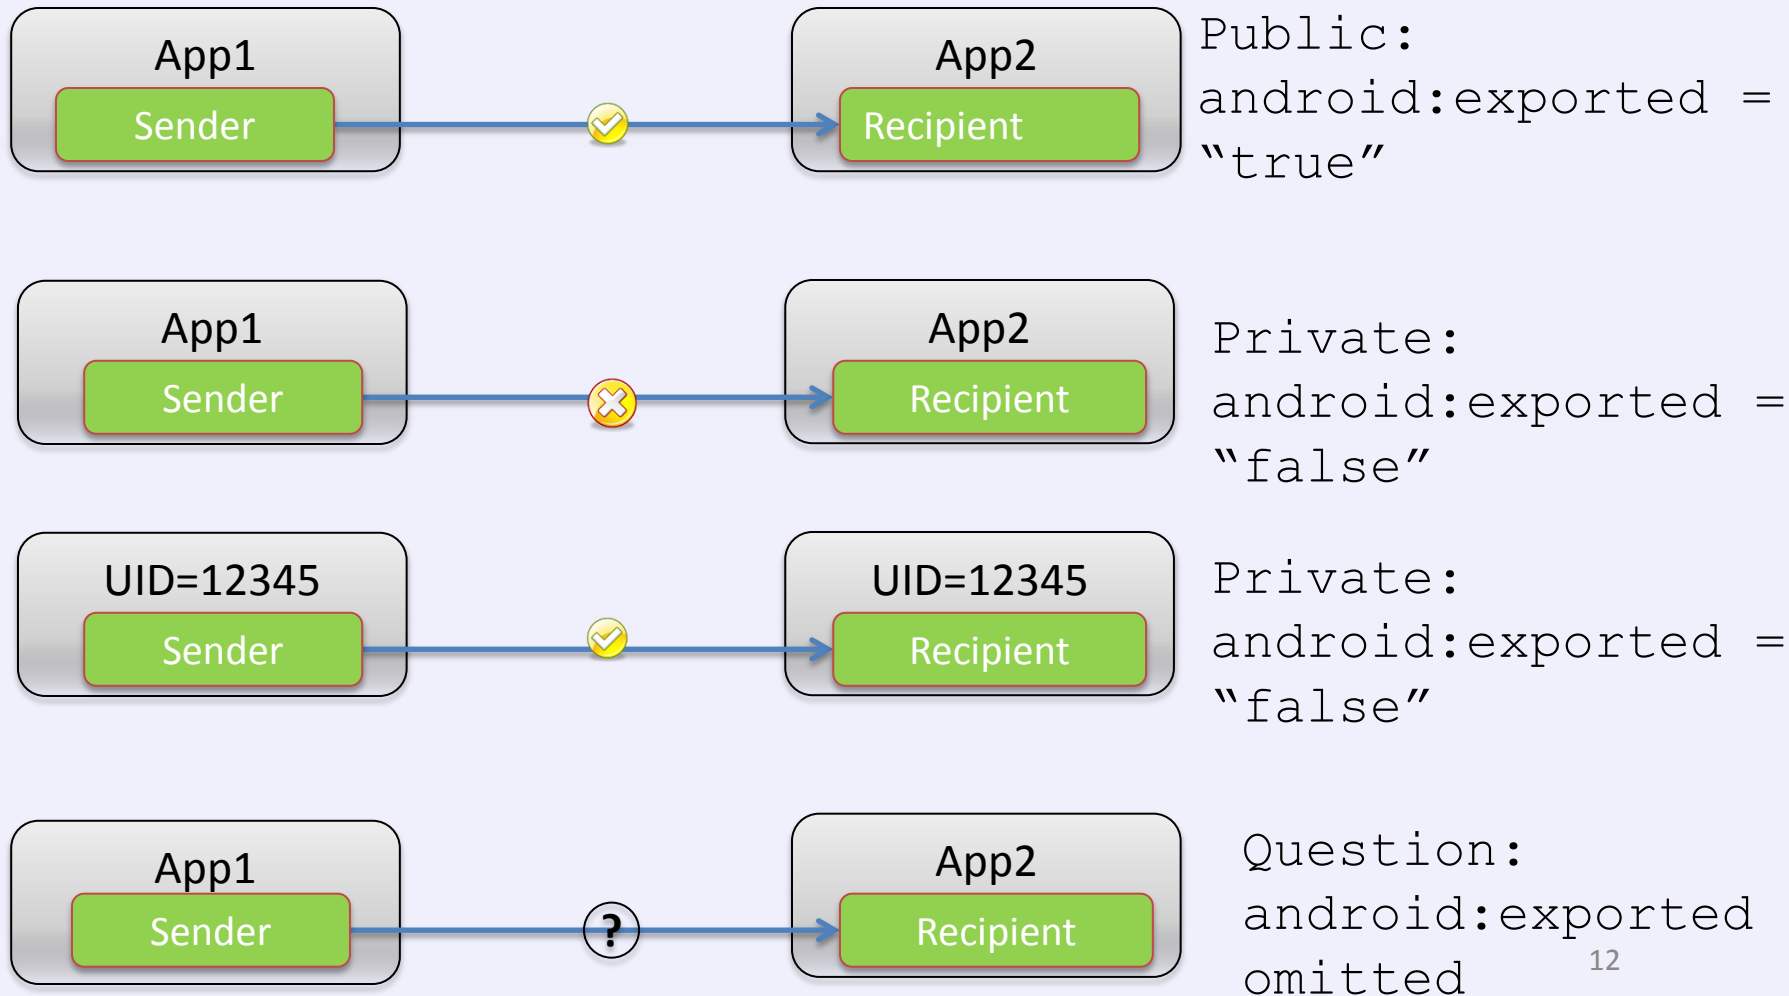 App1
Sender
App2
Recipient
Public:
android:exported =
“true”
App1
Sender
App2
Recipient
Private:
android:exported =
“false”
UID=12345
Sender
UID=12345
Recipient
Private:
android:exported =
“false”
App1
Sender
?
App2
Recipient
Question:
android:exported
omitted
12